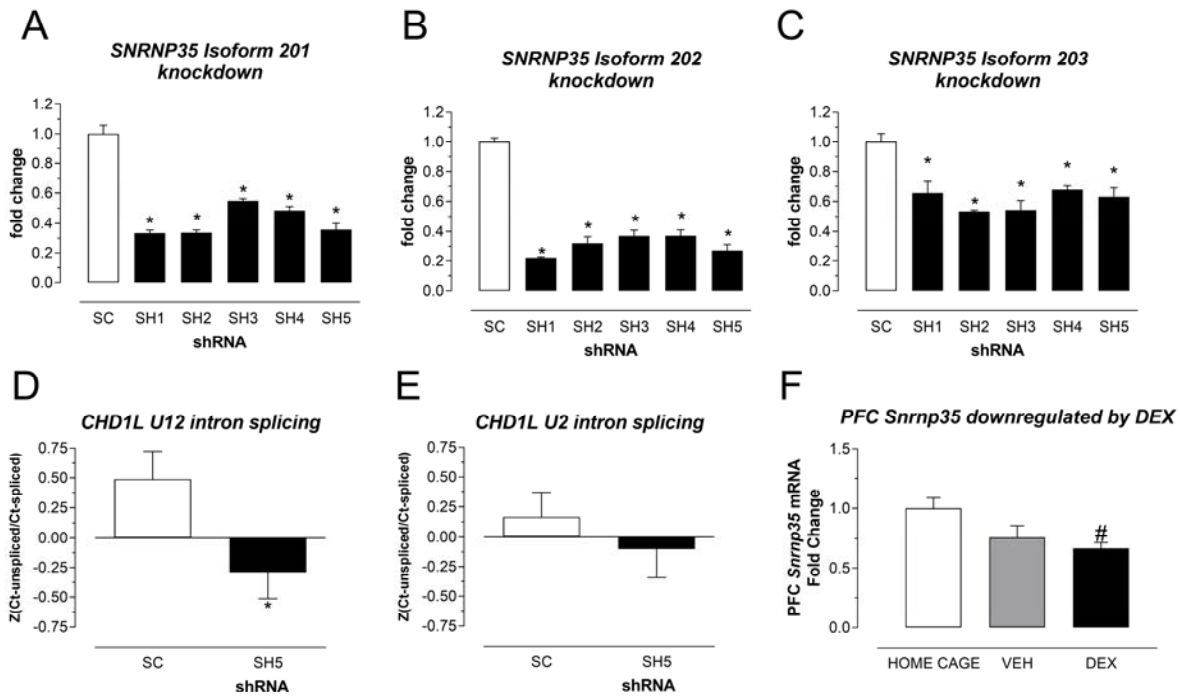 A
SNRNP35 Isoform 201
knockdown
fold change
1.2
1.0
0.8
0.6
0.4
0.2
0.0
*
*
*
*
*
SC SH1 SH2 SH3 SH4 SH5
shRNA
B
SNRNP35 Isoform 202
knockdown
fold change
1.2
1.0
0.8
0.6
0.4
0.2
0.0
*
*
*
*
*
SC SH1 SH2 SH3 SH4 SH5
shRNA
C
SNRNP35 Isoform 203
knockdown
fold change
1.2
1.0
0.8
0.6
0.4
0.2
0.0
*
*
*
*
*
SC SH1 SH2 SH3 SH4 SH5
shRNA
D
CHD1L U12 intron splicing
Z(Ct-unspliced/Ct-spliced)
0.75
0.50
0.25
0.00
-0.25
-0.50
-0.75
*
SC SH5
shRNA
E
CHD1L U2 intron splicing
Z(Ct-unspliced/Ct-spliced)
0.75
0.50
0.25
0.00
-0.25
-0.50
-0.75
SC SH5
shRNA
F
PFC Snrnp35 downregulated by DEX
PFC Snrnp35 mRNA
Fold Change
1.5
1.0
0.5
0.0
#
HOME CAGE VEH DEX